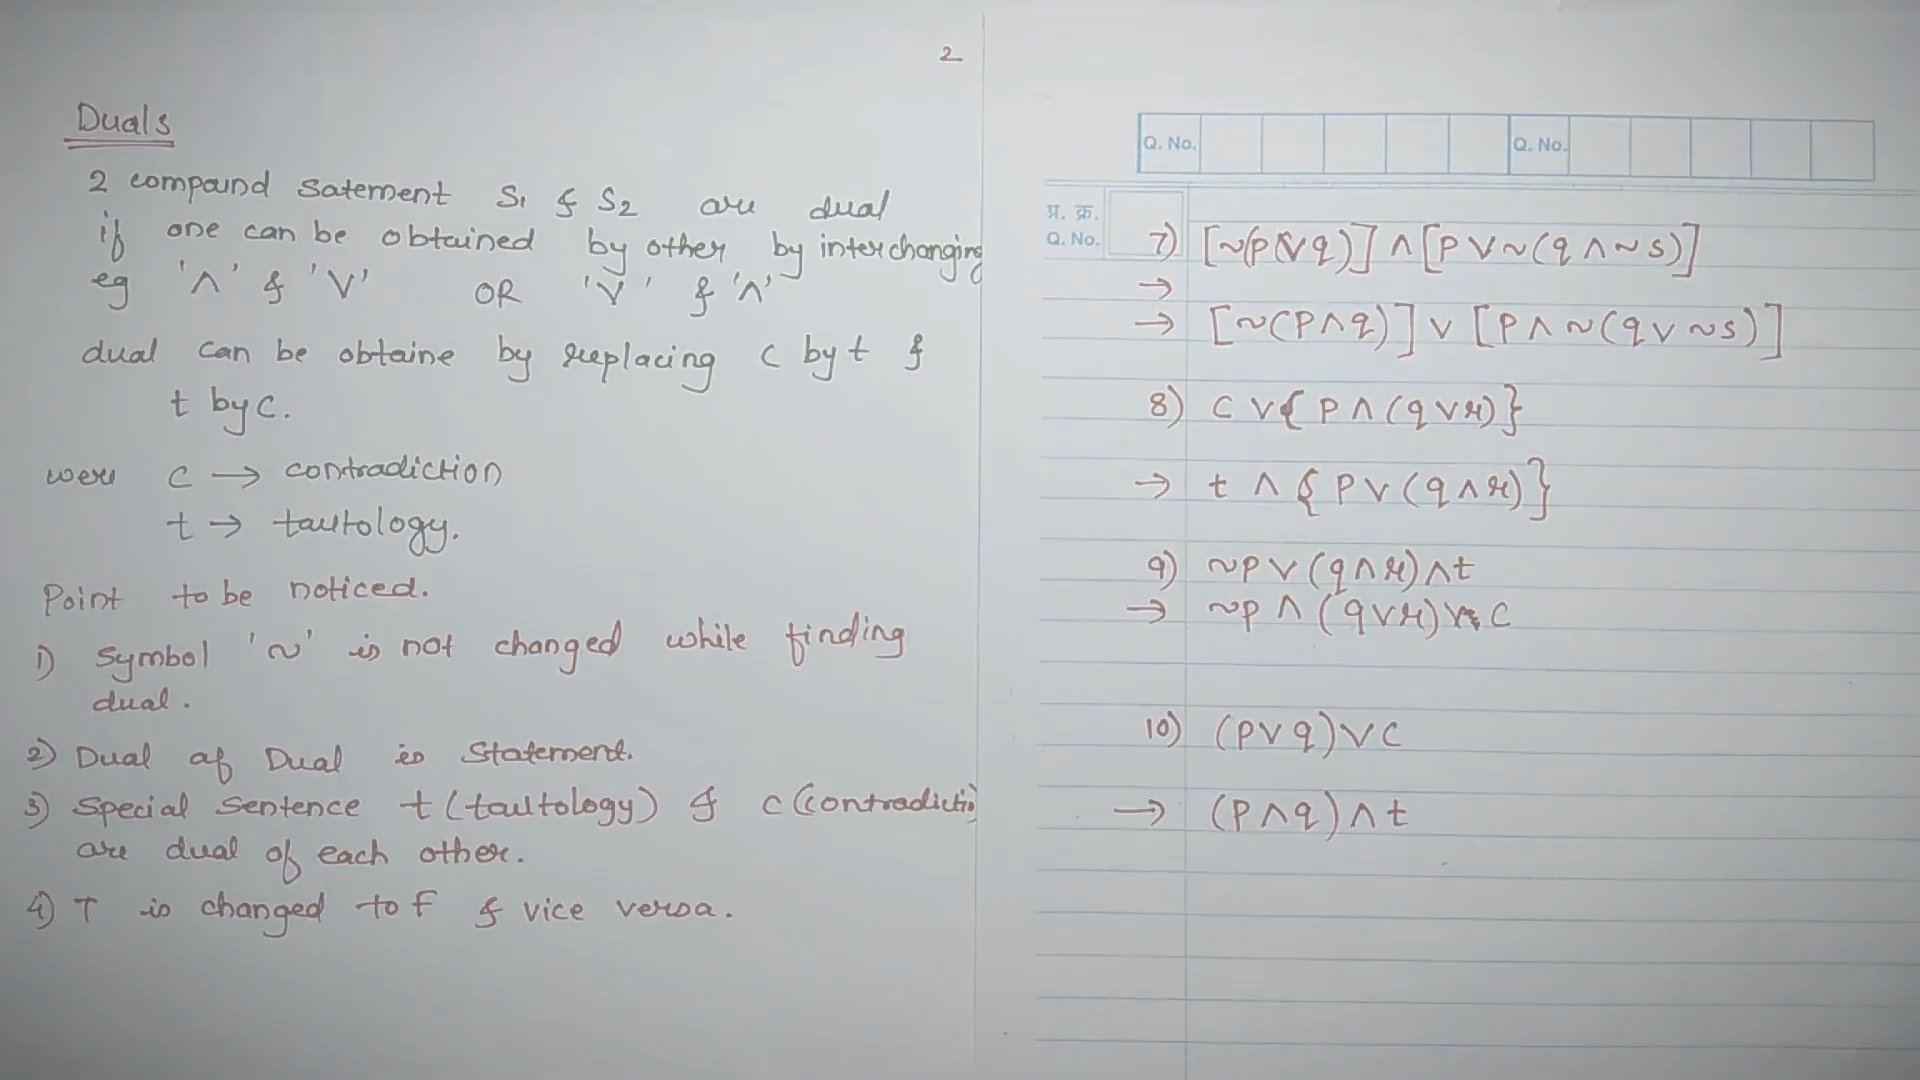 2
Duals
2 compound satement S1 & S2 are dual
if one can be obtained by other by interchanging
eg '∧' & 'V' OR 'V' & '∧'
dual can be obtaine by replacing c by t &
t by c.
were c → contradiction
t → tautology.
Point to be noticed.
1) Symbol '~' is not changed while finding
dual.
2) Dual of Dual is Statement.
3) Special Sentence t (tautology) & c (contradictio
are dual of each other.
4) T is changed to F & vice versa.
Q. No. Q. No.
प्र. क्र.
Q. No.
7) [~(p∨q)] ∧ [p ∨ ~(q ∧ ~s)]
→
→ [~(p∧q)] ∨ [p ∧ ~(q ∨ ~s)]
8) c ∨ { p ∧ (q ∨ r)}
→ t ∧ { p ∨ (q ∧ r)}
9) ~p ∨ (q ∧ r) ∧ t
→ ~p ∧ (q ∨ r) ∨ c
10) (p ∨ q) ∨ c
→ (p ∧ q) ∧ t